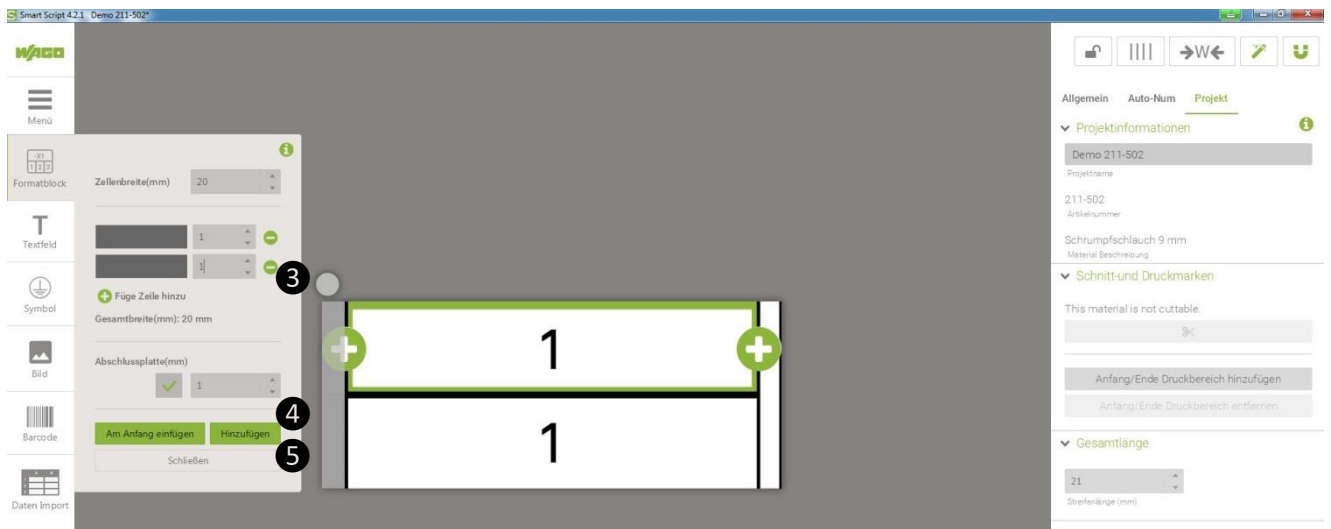 Smart Script 4.2.1 Demo 211-502*
WAGO
Menü
-X1
1 2 3
Formatblock
T
Textfeld
Symbol
Bild
Barcode
Daten Import
Zellenbreite(mm) 20
1
1
3
Füge Zeile hinzu
Gesamtbreite(mm): 20 mm
Abschlussplatte(mm)
1
4
Am Anfang einfügen Hinzufügen
5
Schließen
1
1
W
Allgemein Auto-Num Projekt
Projektinformationen
Demo 211-502
Projektname
211-502
Artikelnummer
Schrumpfschlauch 9 mm
Material Beschreibung
Schnitt-und Druckmarken
This material is not cuttable.
Anfang/Ende Druckbereich hinzufügen
Anfang/Ende Druckbereich entfernen
Gesamtlänge
21
Streifenlänge (mm)